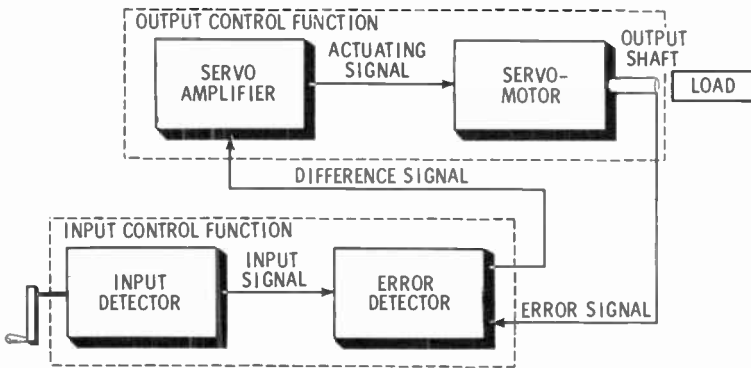 OUTPUT CONTROL FUNCTION
SERVO
AMPLIFIER
ACTUATING
SIGNAL
SERVO-
MOTOR
OUTPUT
SHAFT
LOAD
DIFFERENCE SIGNAL
INPUT CONTROL FUNCTION
INPUT
DETECTOR
INPUT
SIGNAL
ERROR
DETECTOR
ERROR SIGNAL